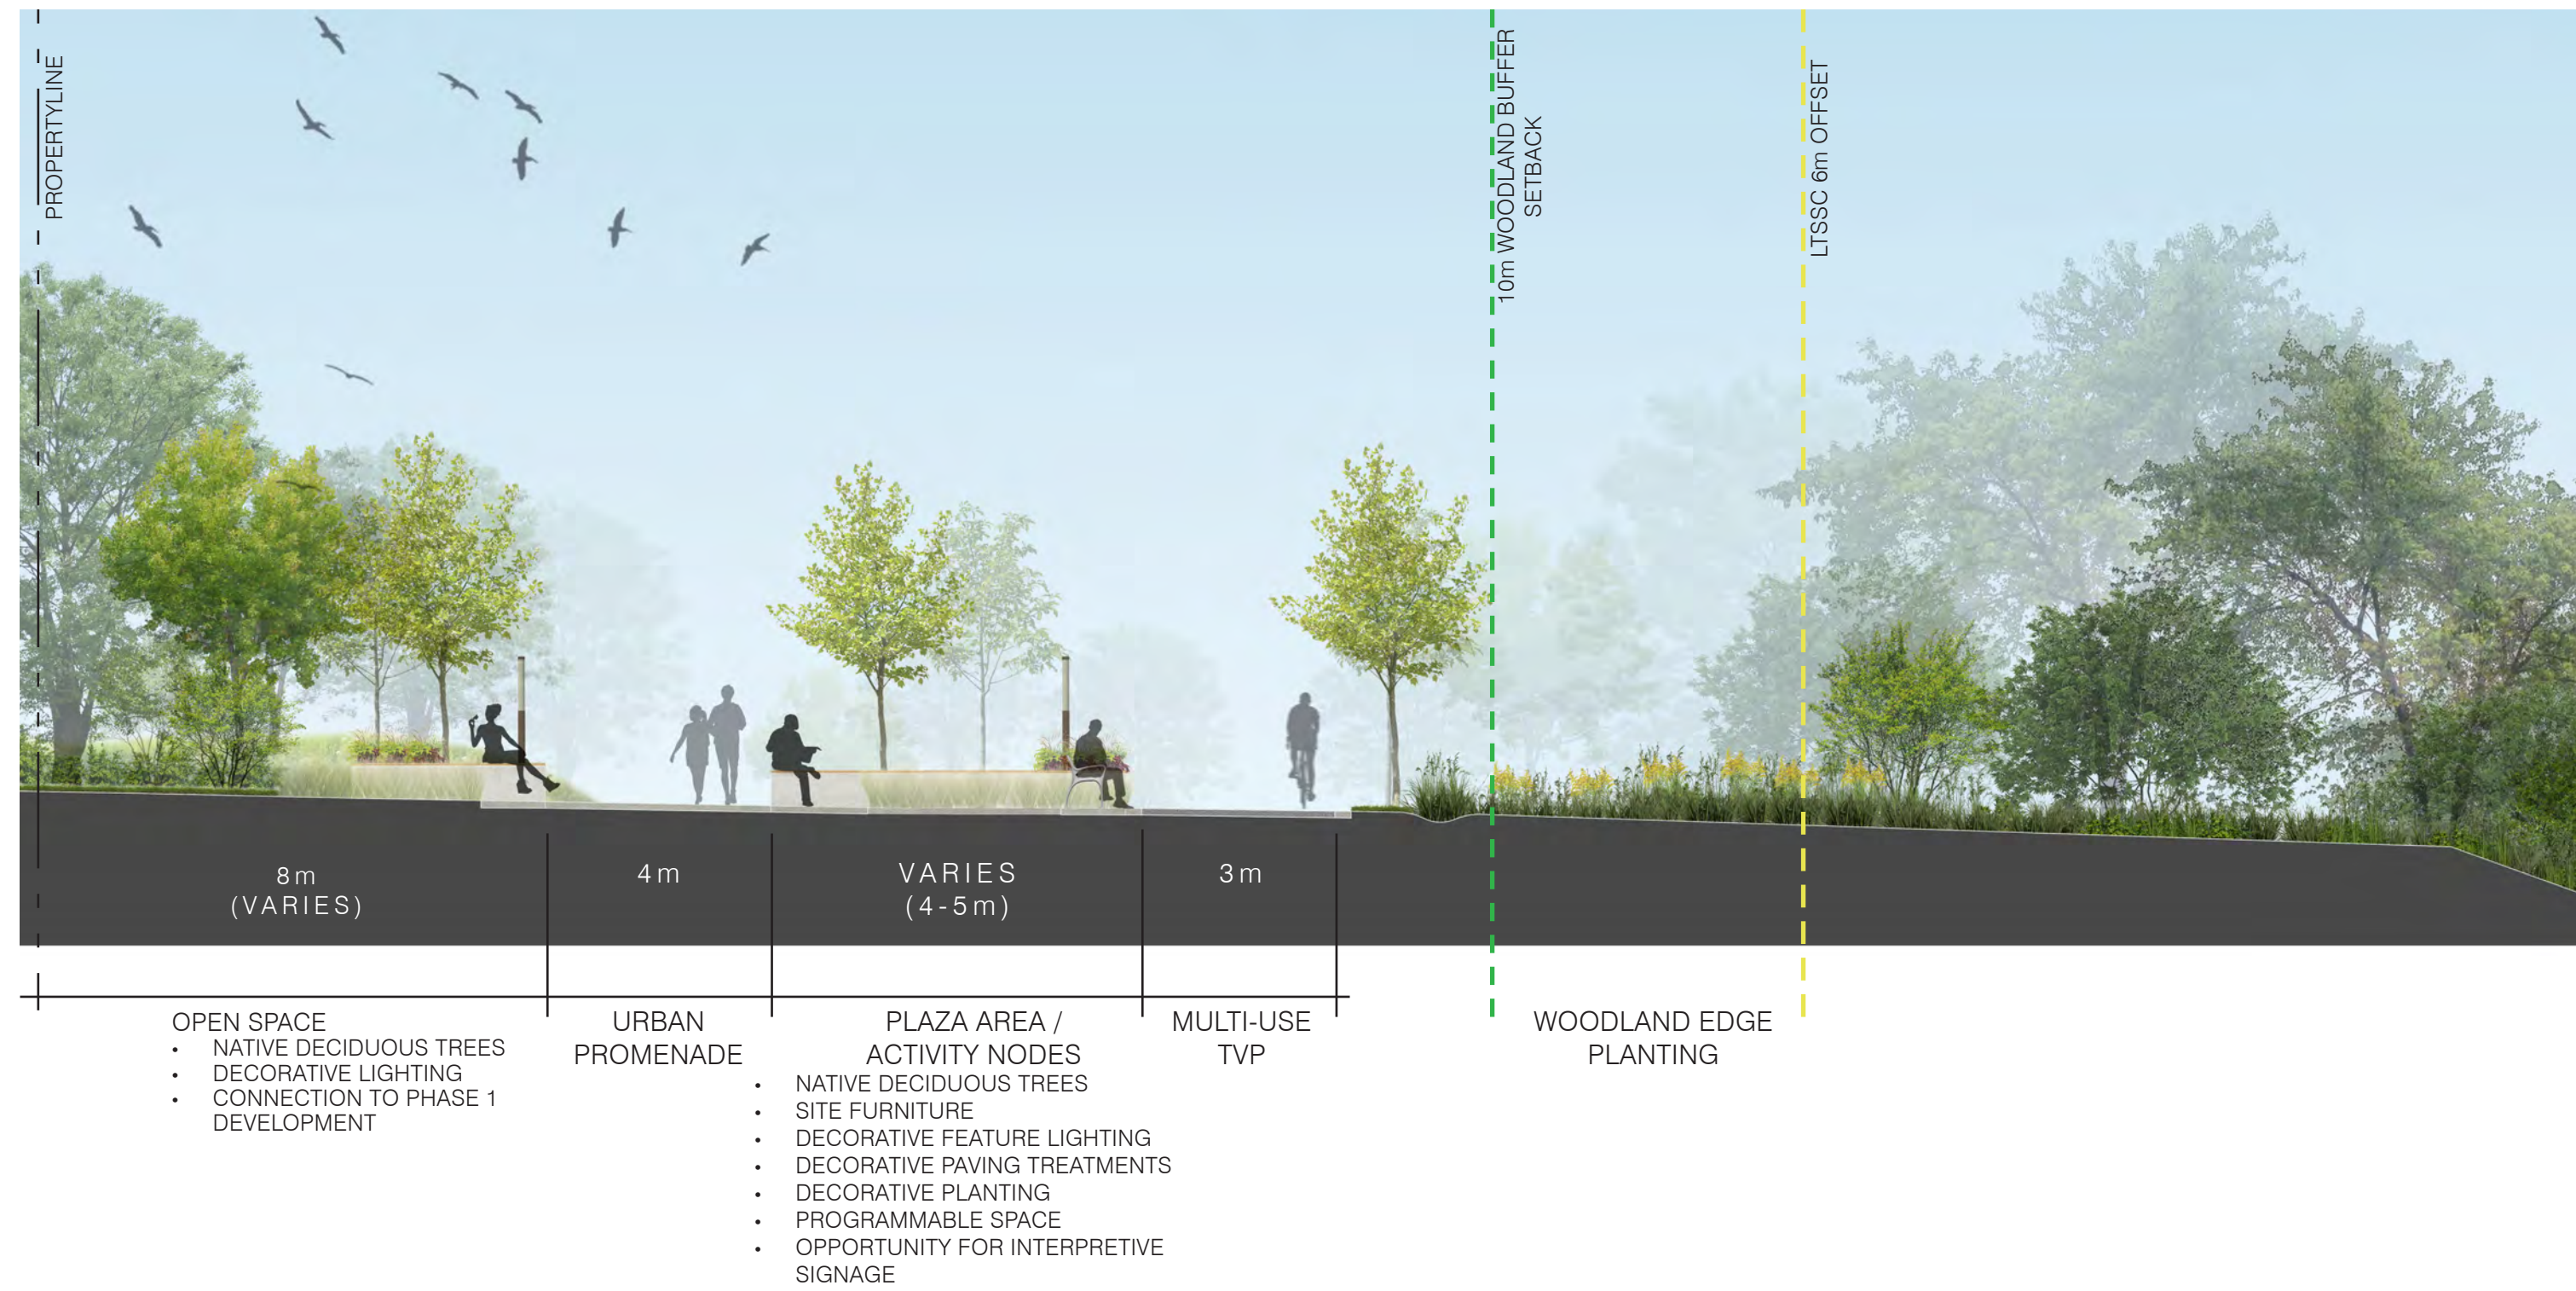 PROPERTYLINE
10m WOODLAND BUFFER
SETBACK
LTSSC 6m OFFSET
8m
(VARIES)
4m
VARIES
(4-5m)
3m
OPEN SPACE
• NATIVE DECIDUOUS TREES
• DECORATIVE LIGHTING
• CONNECTION TO PHASE 1
DEVELOPMENT
URBAN
PROMENADE
PLAZA AREA /
ACTIVITY NODES
• NATIVE DECIDUOUS TREES
• SITE FURNITURE
• DECORATIVE FEATURE LIGHTING
• DECORATIVE PAVING TREATMENTS
• DECORATIVE PLANTING
• PROGRAMMABLE SPACE
• OPPORTUNITY FOR INTERPRETIVE
SIGNAGE
MULTI-USE
TVP
WOODLAND EDGE
PLANTING